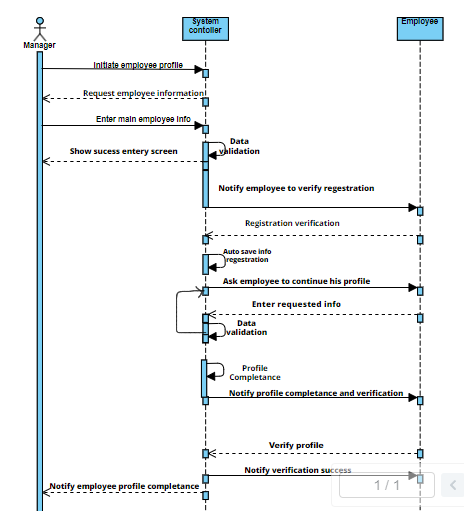 System
contoller
Employee
Manager
Initiate employee profile
Request employee information
Enter main employee info
Data
validation
Show sucess entery screen
Notify employee to verify regestration
Registration verification
Auto save info
regestration
Ask employee to continue his profile
Enter requested info
Data
validation
Profile
Completance
Notify profile completance and verification
Verify profile
Notify verification success
1 / 1
Notify employee profile completance